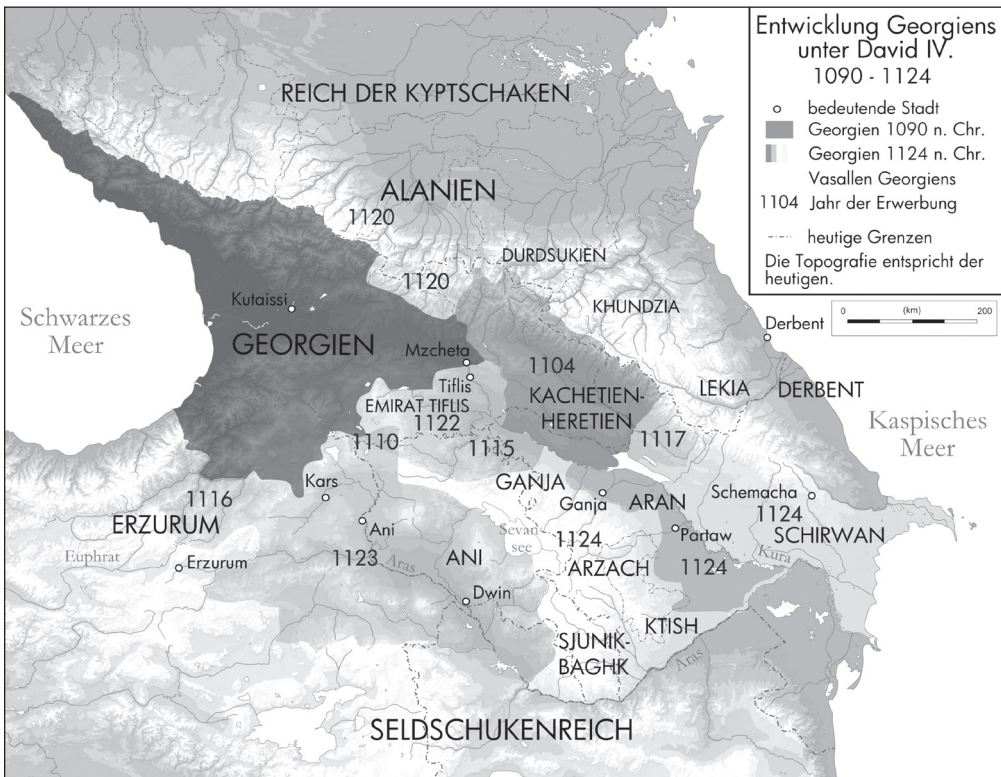 Entwicklung Georgiens
unter David IV.
1090 - 1124
bedeutende Stadt
Georgien 1090 n. Chr.
Georgien 1124 n. Chr.
Vasallen Georgiens
1104 Jahr der Erwerbung
heutige Grenzen
Die Topografie entspricht der
heutigen.
0 (km) 200
REICH DER KYPTSCHAKEN
ALANIEN
1120
DURDSUKIEN
1120
KHUNDZIA
Kutaissi
Schwarzes
Meer
GEORGIEN
Derbent
Mzcheta
1104
Tiflis
KACHETIEN-
HERETIEN
LEKIA
DERBENT
EMIRAT TIFLIS
1122
Kaspisches
Meer
1110
1115
1117
Kars
GANJA
1116
Ganja
ARAN
Schemacha
1124
ERZURUM
Ani
Sevan-
see
1124
Partaw
SCHIRWAN
Euphrat
Erzurum
1123
Aras
ANI
ARZACH
1124
Kura
Dwin
KTISH
SJUNIK-
BAGHK
Aras
SELDSCHUKENREICH